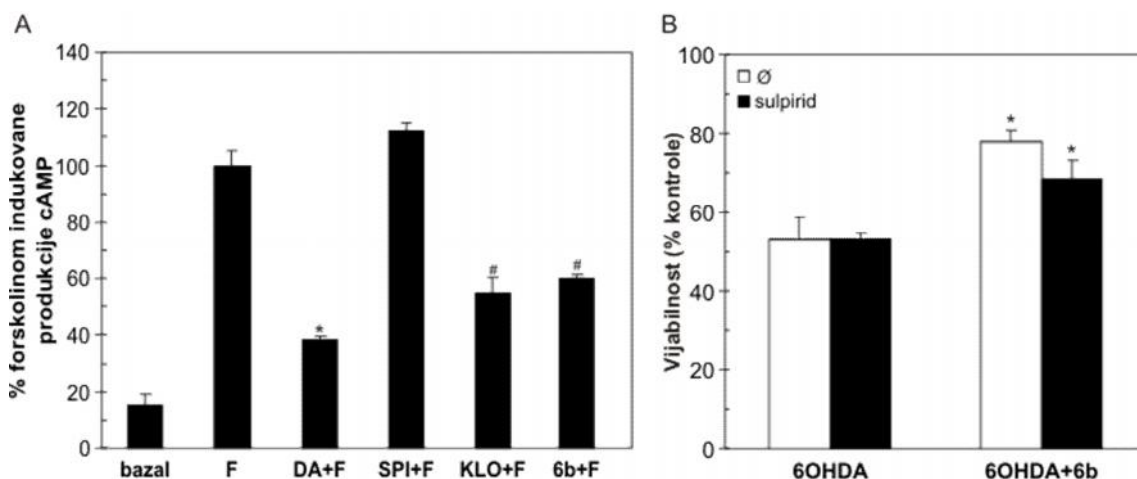 A
% forskolinom indukovane
produkcije cAMP
140
120
100
80
60
40
20
0
*
#
#
bazal F DA+F SPI+F KLO+F 6b+F
B
Vijabilnost (% kontrole)
100
80
60
40
20
0
Ø
sulpirid
*
*
6OHDA 6OHDA+6b